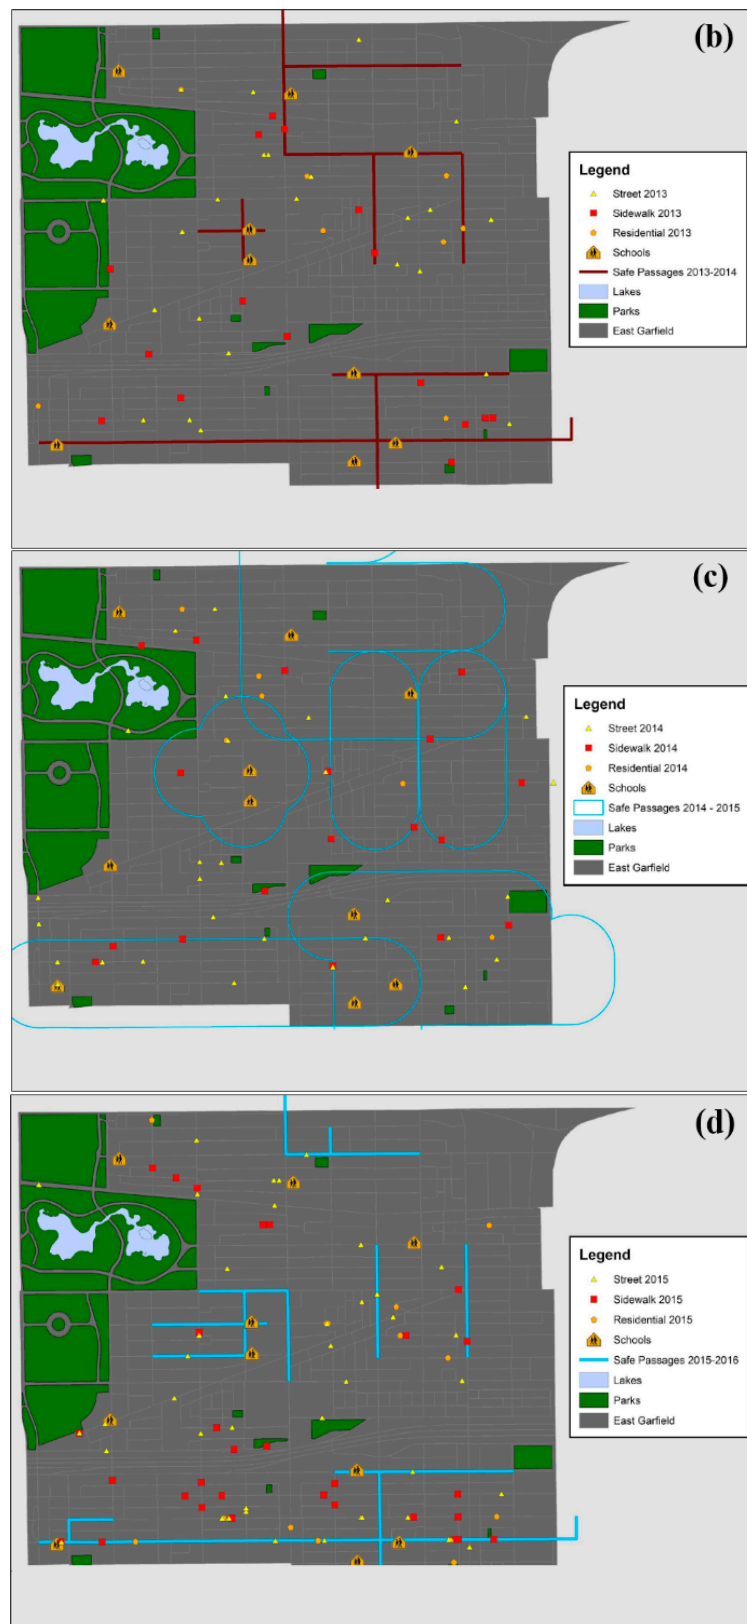 (b)
Legend
Street 2013
Sidewalk 2013
Residential 2013
Schools
Safe Passages 2013-2014
Lakes
Parks
East Garfield
(c)
Legend
Street 2014
Sidewalk 2014
Residential 2014
Schools
Safe Passages 2014 - 2015
Lakes
Parks
East Garfield
(d)
Legend
Street 2015
Sidewalk 2015
Residential 2015
Schools
Safe Passages 2015-2016
Lakes
Parks
East Garfield